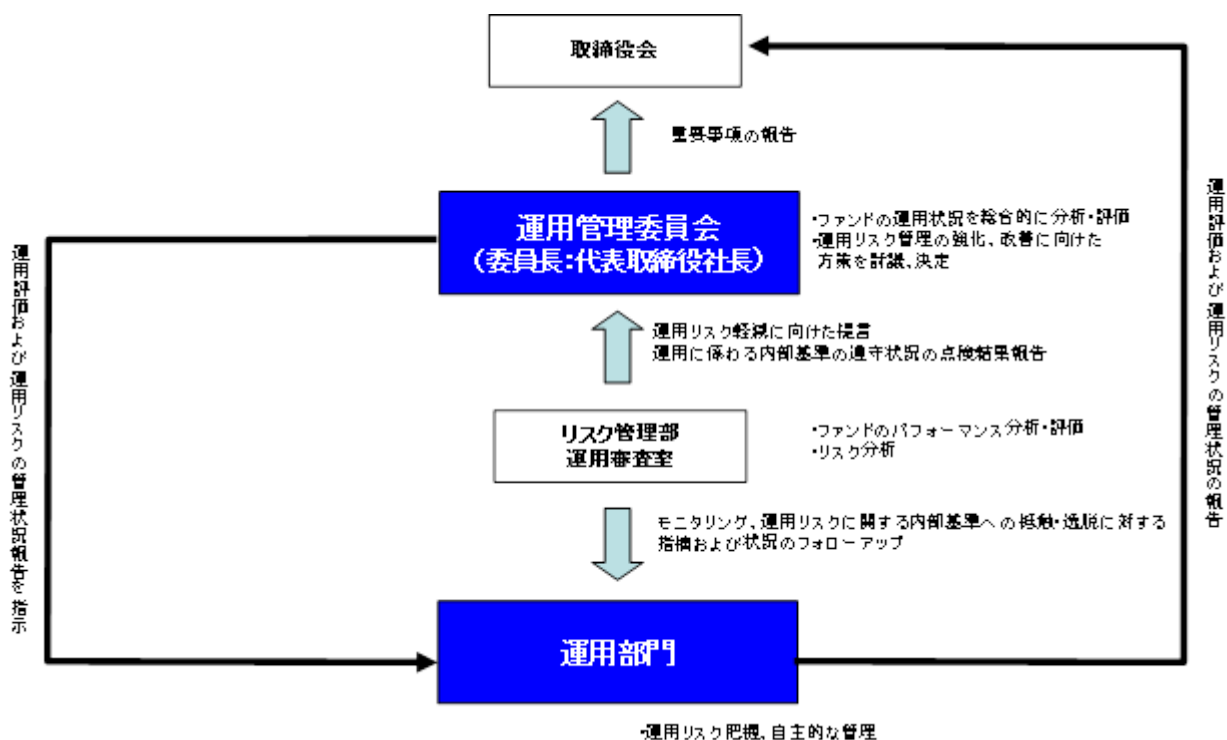 取締役会
重要事項の報告
運用管理委員会
(委員長:代表取締役社長)
・ファンドの運用状況を総合的に分析・評価
・運用リスク管理の強化、改善に向けた
方策を討議、決定
運用リスク軽減に向けた提言
運用に係わる内部基準の遵守状況の点検結果報告
リスク管理部
運用審査室
・ファンドのパフォーマンス分析・評価
・リスク分析
モニタリング、運用リスクに関する内部基準への抵触・逸脱に対する
指摘および状況のフォローアップ
運用部門
・運用リスク把握、自主的な管理
運用評価および運用リスクの管理状況報告を指示
運用評価および運用リスクの管理状況の報告